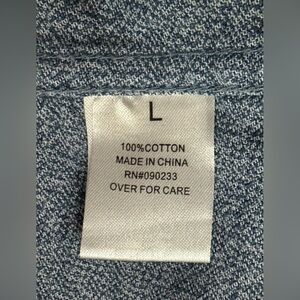 L
100%COTTON
MADE IN CHINA
RN#090233
OVER FOR CARE